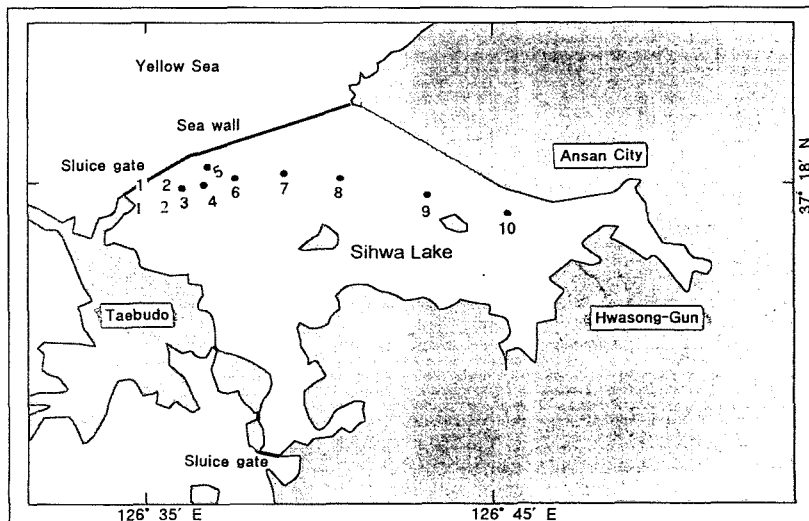 Yellow Sea
Sea wall
Sluice gate
Ansan City
37° 18' N
1 2 3 4 5 6 7 8 9 10
1 2
Sihwa Lake
Taebudo
Hwasong-Gun
Sluice gate
126° 35' E
126° 45' E